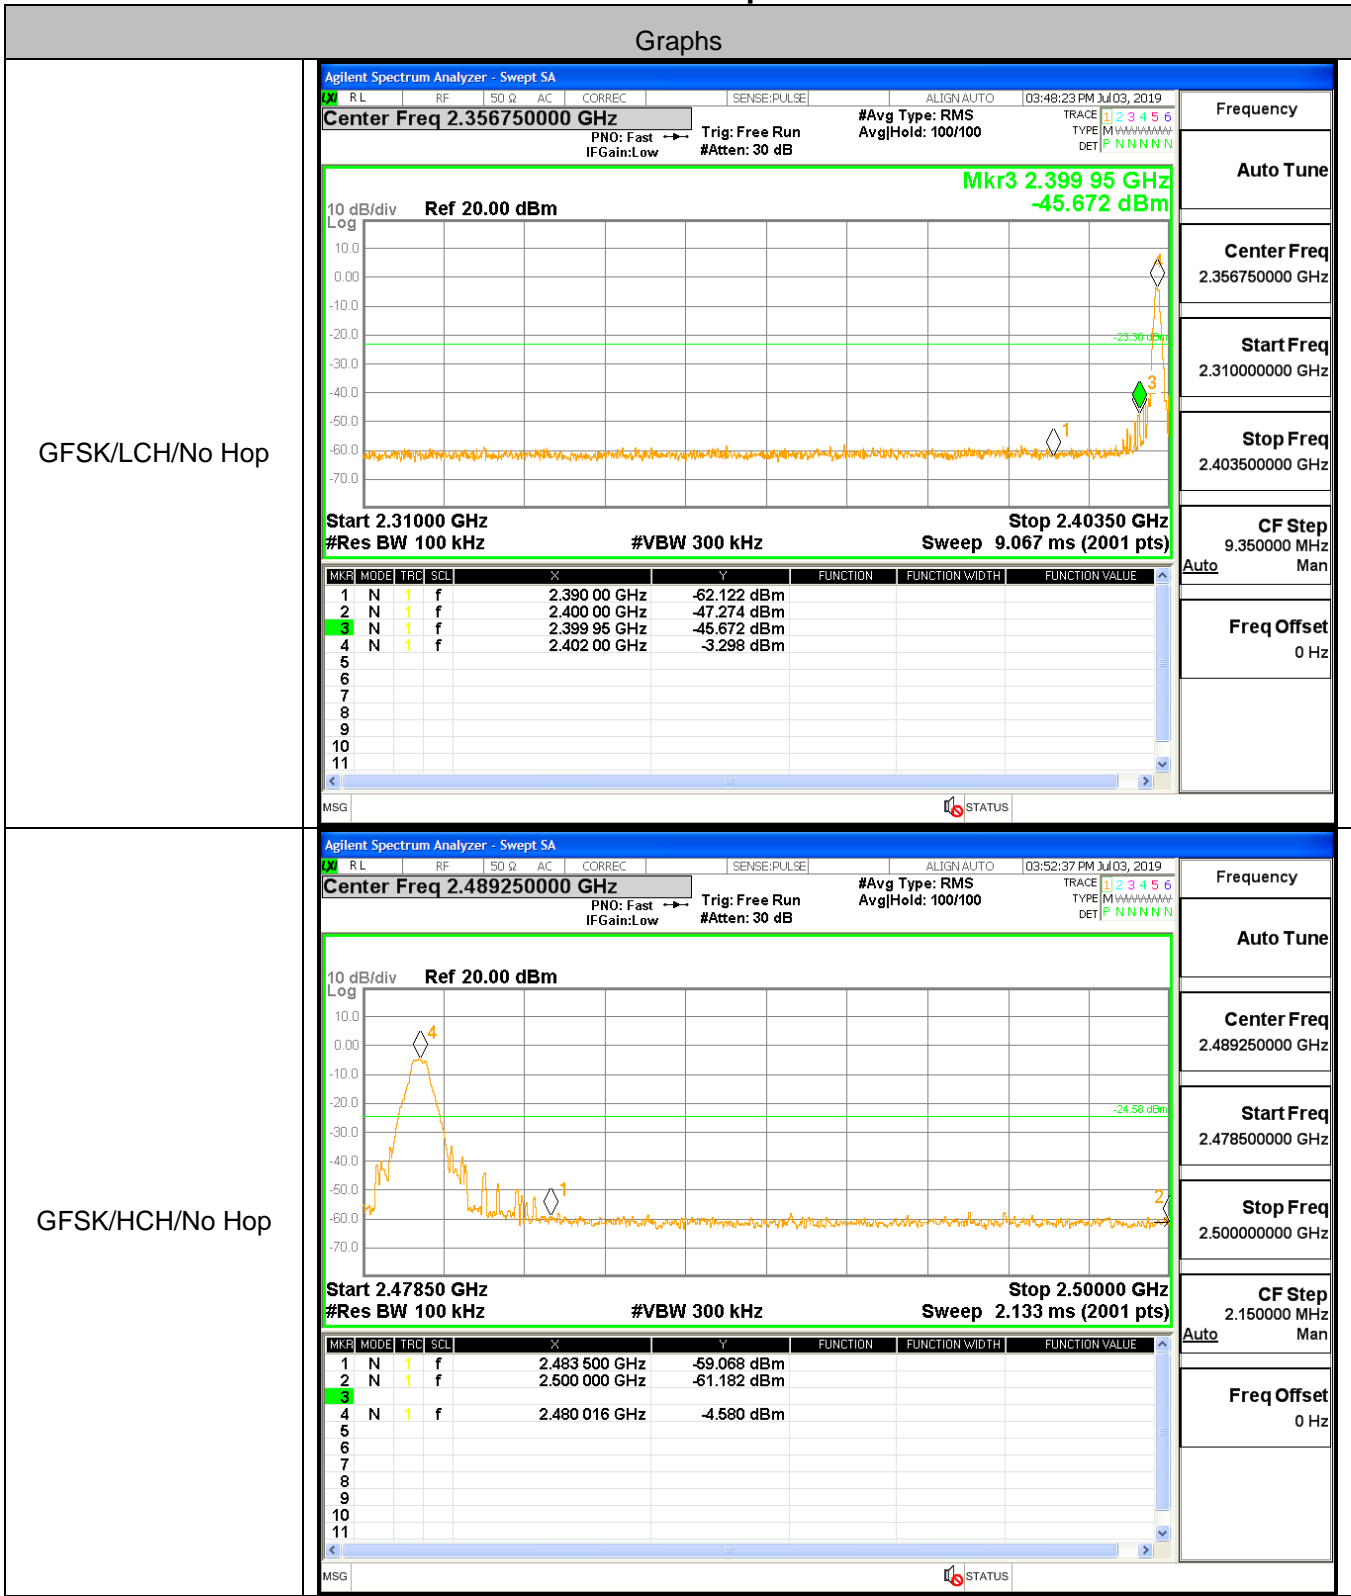 Graphs
GFSK/LCH/No Hop
Agilent Spectrum Analyzer - Swept SA
LXI RL RF 50 Ω AC CORREC SENSE:PULSE ALIGN AUTO 03:48:23 PM Jul 03, 2019
Center Freq 2.356750000 GHz
PNO: Fast
IFGain:Low
Trig: Free Run
#Atten: 30 dB
#Avg Type: RMS
Avg|Hold: 100/100
TRACE 1 2 3 4 5 6
TYPE M
DET P N N N N N
Mkr3 2.399 95 GHz
-45.672 dBm
10 dB/div Ref 20.00 dBm
Log
10.0
0.00
-10.0
-20.0
-30.0
-40.0
-50.0
-60.0
-70.0
-23.30 dBm
4
3
1
Start 2.31000 GHz Stop 2.40350 GHz
#Res BW 100 kHz #VBW 300 kHz Sweep 9.067 ms (2001 pts)
MKR MODE TRC SCL X Y FUNCTION FUNCTION WIDTH FUNCTION VALUE
1 N 1 f 2.390 00 GHz -62.122 dBm
2 N 1 f 2.400 00 GHz -47.274 dBm
3 N 1 f 2.399 95 GHz -45.672 dBm
4 N 1 f 2.402 00 GHz -3.298 dBm
5
6
7
8
9
10
11
MSG STATUS
Frequency
Auto Tune
Center Freq
2.356750000 GHz
Start Freq
2.310000000 GHz
Stop Freq
2.403500000 GHz
CF Step
9.350000 MHz
Auto Man
Freq Offset
0 Hz
GFSK/HCH/No Hop
Agilent Spectrum Analyzer - Swept SA
LXI RL RF 50 Ω AC CORREC SENSE:PULSE ALIGN AUTO 03:52:37 PM Jul 03, 2019
Center Freq 2.489250000 GHz
PNO: Fast
IFGain:Low
Trig: Free Run
#Atten: 30 dB
#Avg Type: RMS
Avg|Hold: 100/100
TRACE 1 2 3 4 5 6
TYPE M
DET P N N N N N
10 dB/div Ref 20.00 dBm
Log
10.0
0.00
-10.0
-20.0
-30.0
-40.0
-50.0
-60.0
-70.0
4
-24.58 dBm
1
2
Start 2.47850 GHz Stop 2.50000 GHz
#Res BW 100 kHz #VBW 300 kHz Sweep 2.133 ms (2001 pts)
MKR MODE TRC SCL X Y FUNCTION FUNCTION WIDTH FUNCTION VALUE
1 N 1 f 2.483 500 GHz -59.068 dBm
2 N 1 f 2.500 000 GHz -61.182 dBm
3
4 N 1 f 2.480 016 GHz -4.580 dBm
5
6
7
8
9
10
11
MSG STATUS
Frequency
Auto Tune
Center Freq
2.489250000 GHz
Start Freq
2.478500000 GHz
Stop Freq
2.500000000 GHz
CF Step
2.150000 MHz
Auto Man
Freq Offset
0 Hz